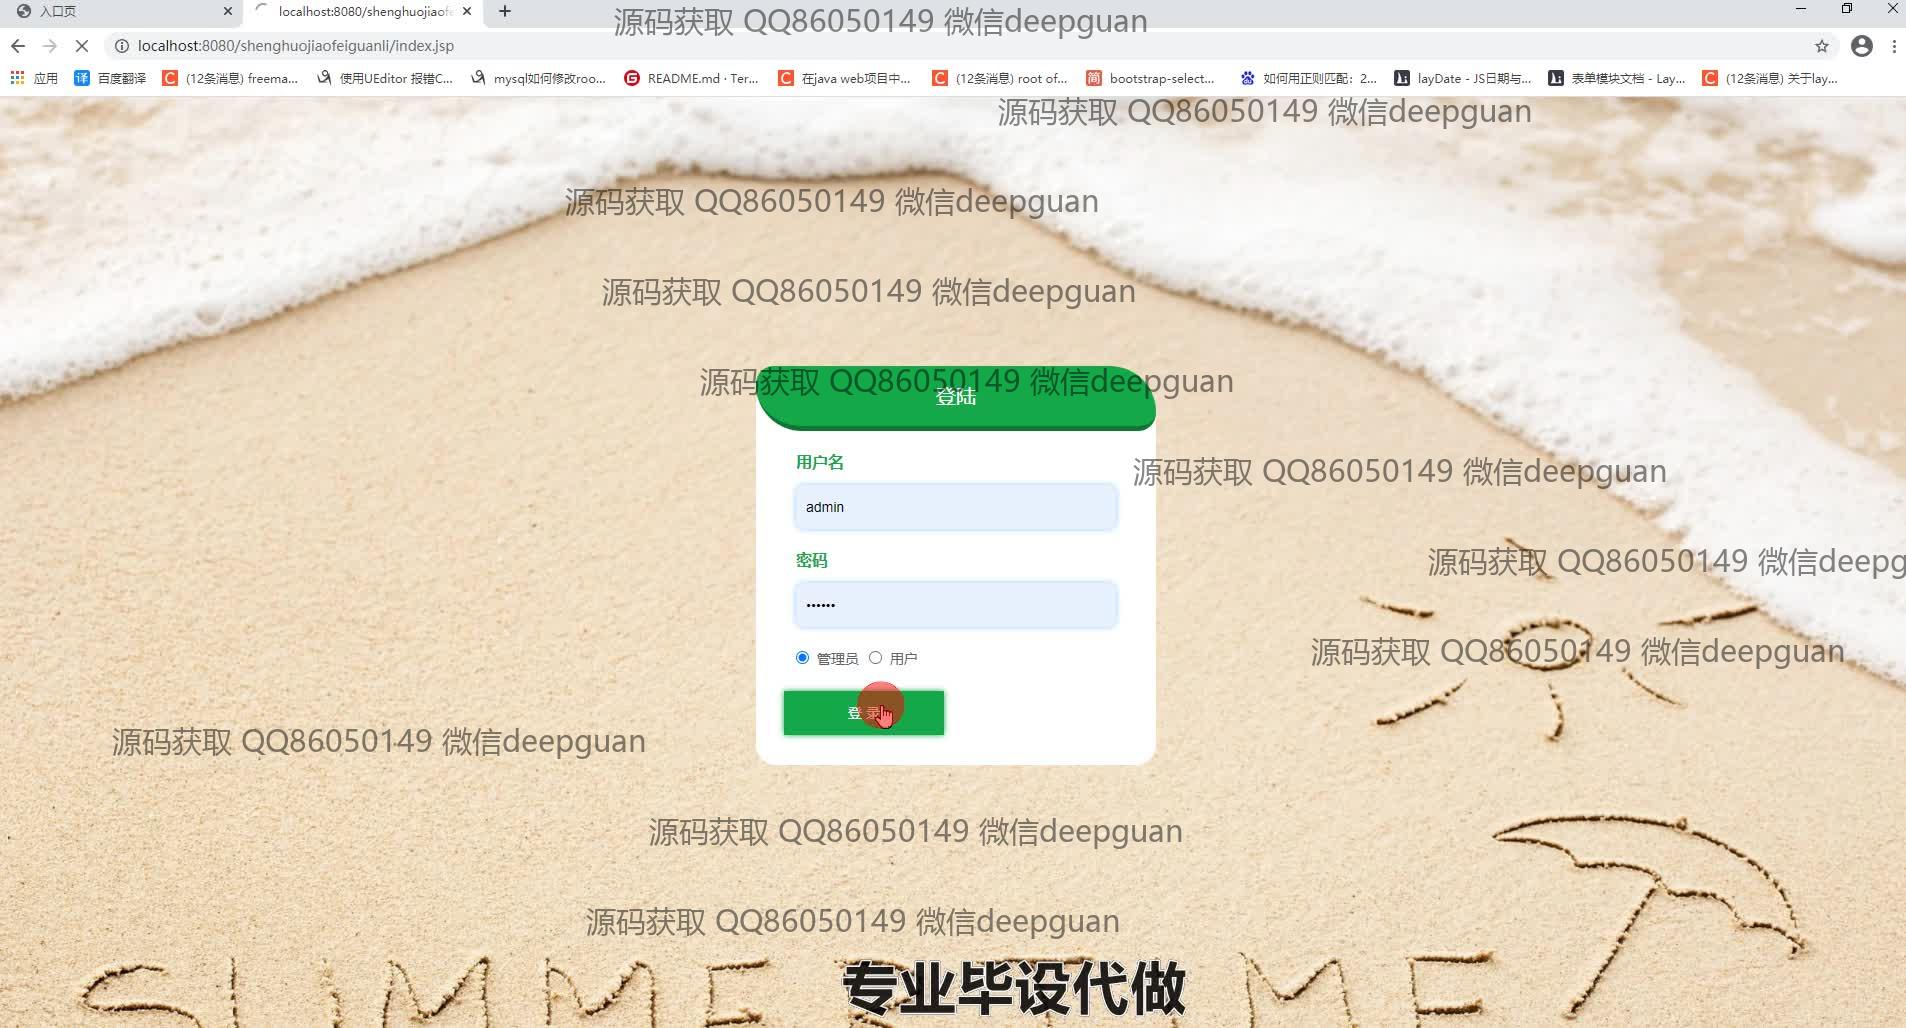 入口页
localhost:8080/shenghuojiaofe
源码获取 QQ86050149 微信deepguan
localhost:8080/shenghuojiaofeiguanli/index.jsp
应用
百度翻译
(12条消息) freema...
使用UEditor 报错C...
mysql如何修改roo...
README.md · Ter...
在java web项目中...
(12条消息) root of...
bootstrap-select...
如何用正则匹配：2...
layDate - JS日期与...
表单模块文档 - Lay...
(12条消息) 关于lay...
源码获取 QQ86050149 微信deepguan
源码获取 QQ86050149 微信deepguan
源码获取 QQ86050149 微信deepguan
源码获取 QQ86050149 微信deepguan
登陆
用户名
源码获取 QQ86050149 微信deepguan
admin
密码
源码获取 QQ86050149 微信deepg
管理员
用户
源码获取 QQ86050149 微信deepguan
登 录
源码获取 QQ86050149 微信deepguan
源码获取 QQ86050149 微信deepguan
源码获取 QQ86050149 微信deepguan
SUMMER TIME
专业毕设代做